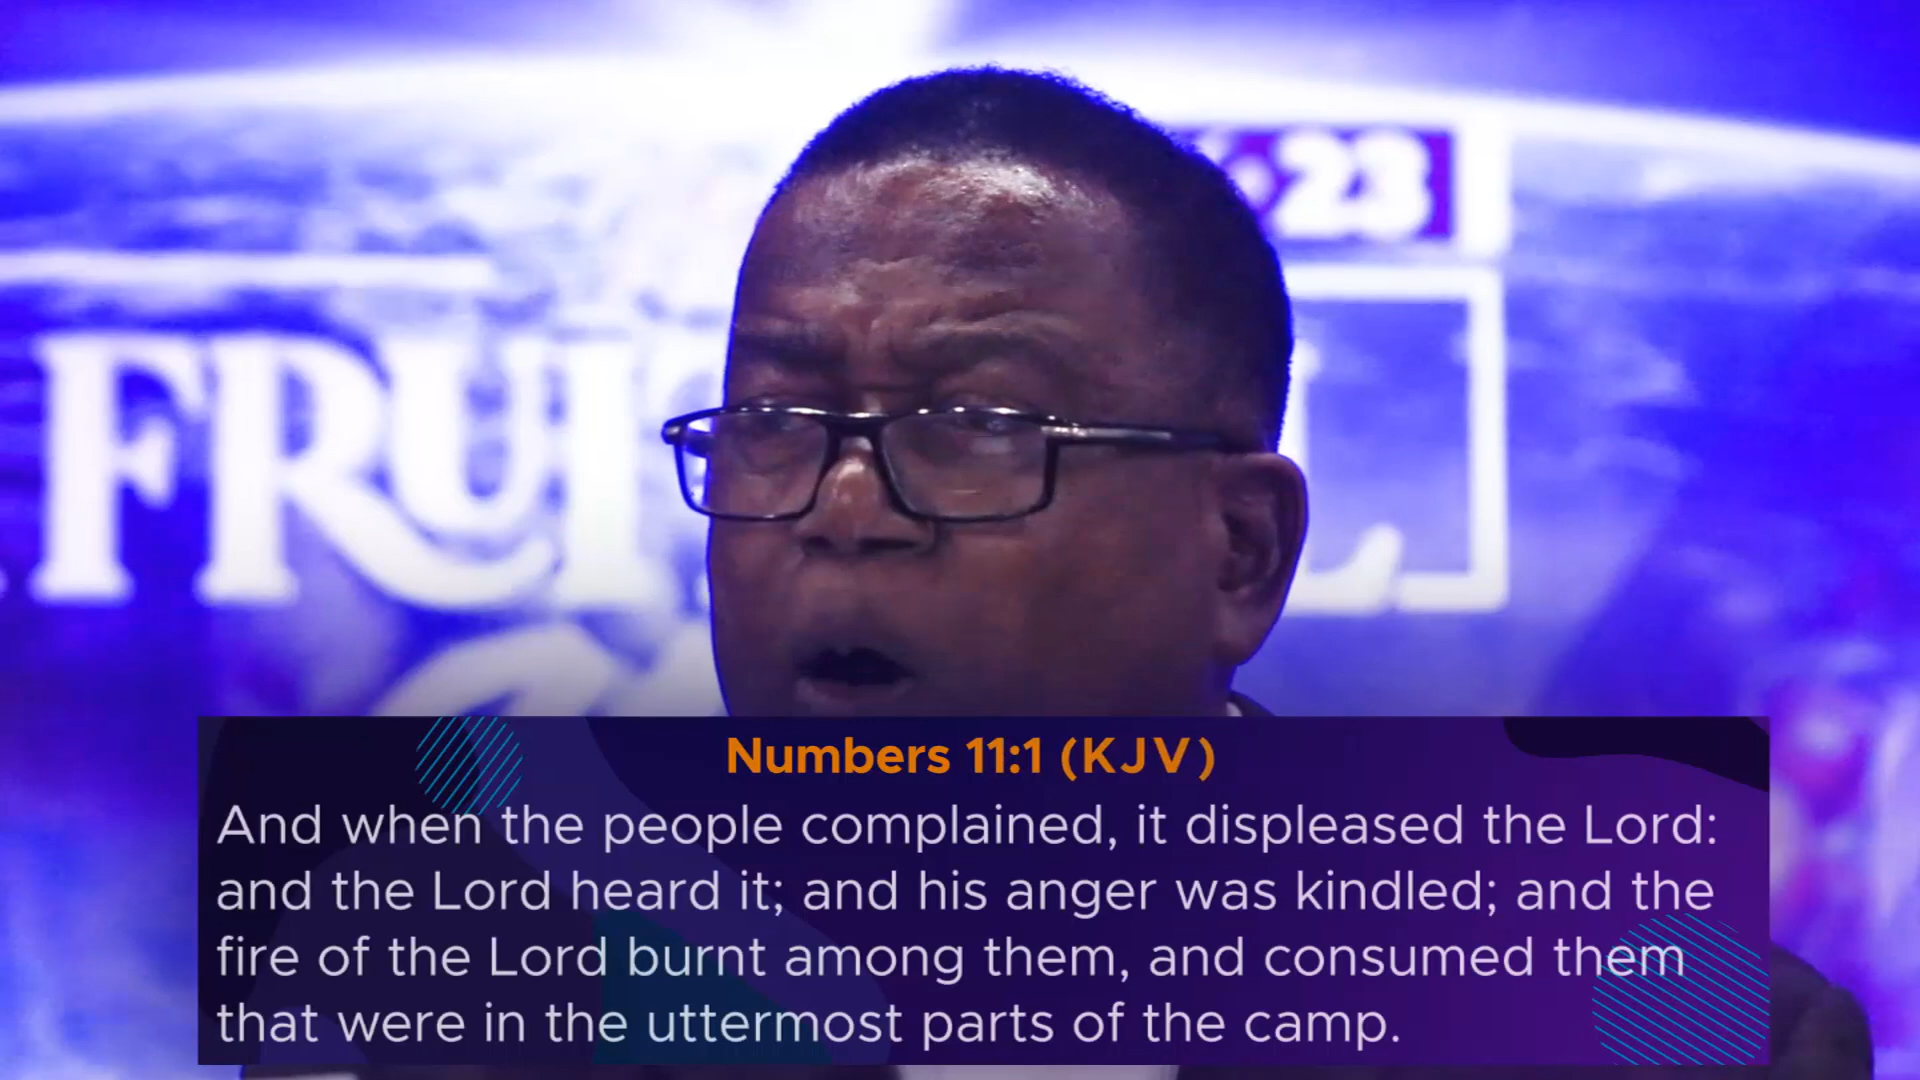 23
Numbers 11:1 (KJV)
And when the people complained, it displeased the Lord:
and the Lord heard it; and his anger was kindled; and the
fire of the Lord burnt among them, and consumed them
that were in the uttermost parts of the camp.